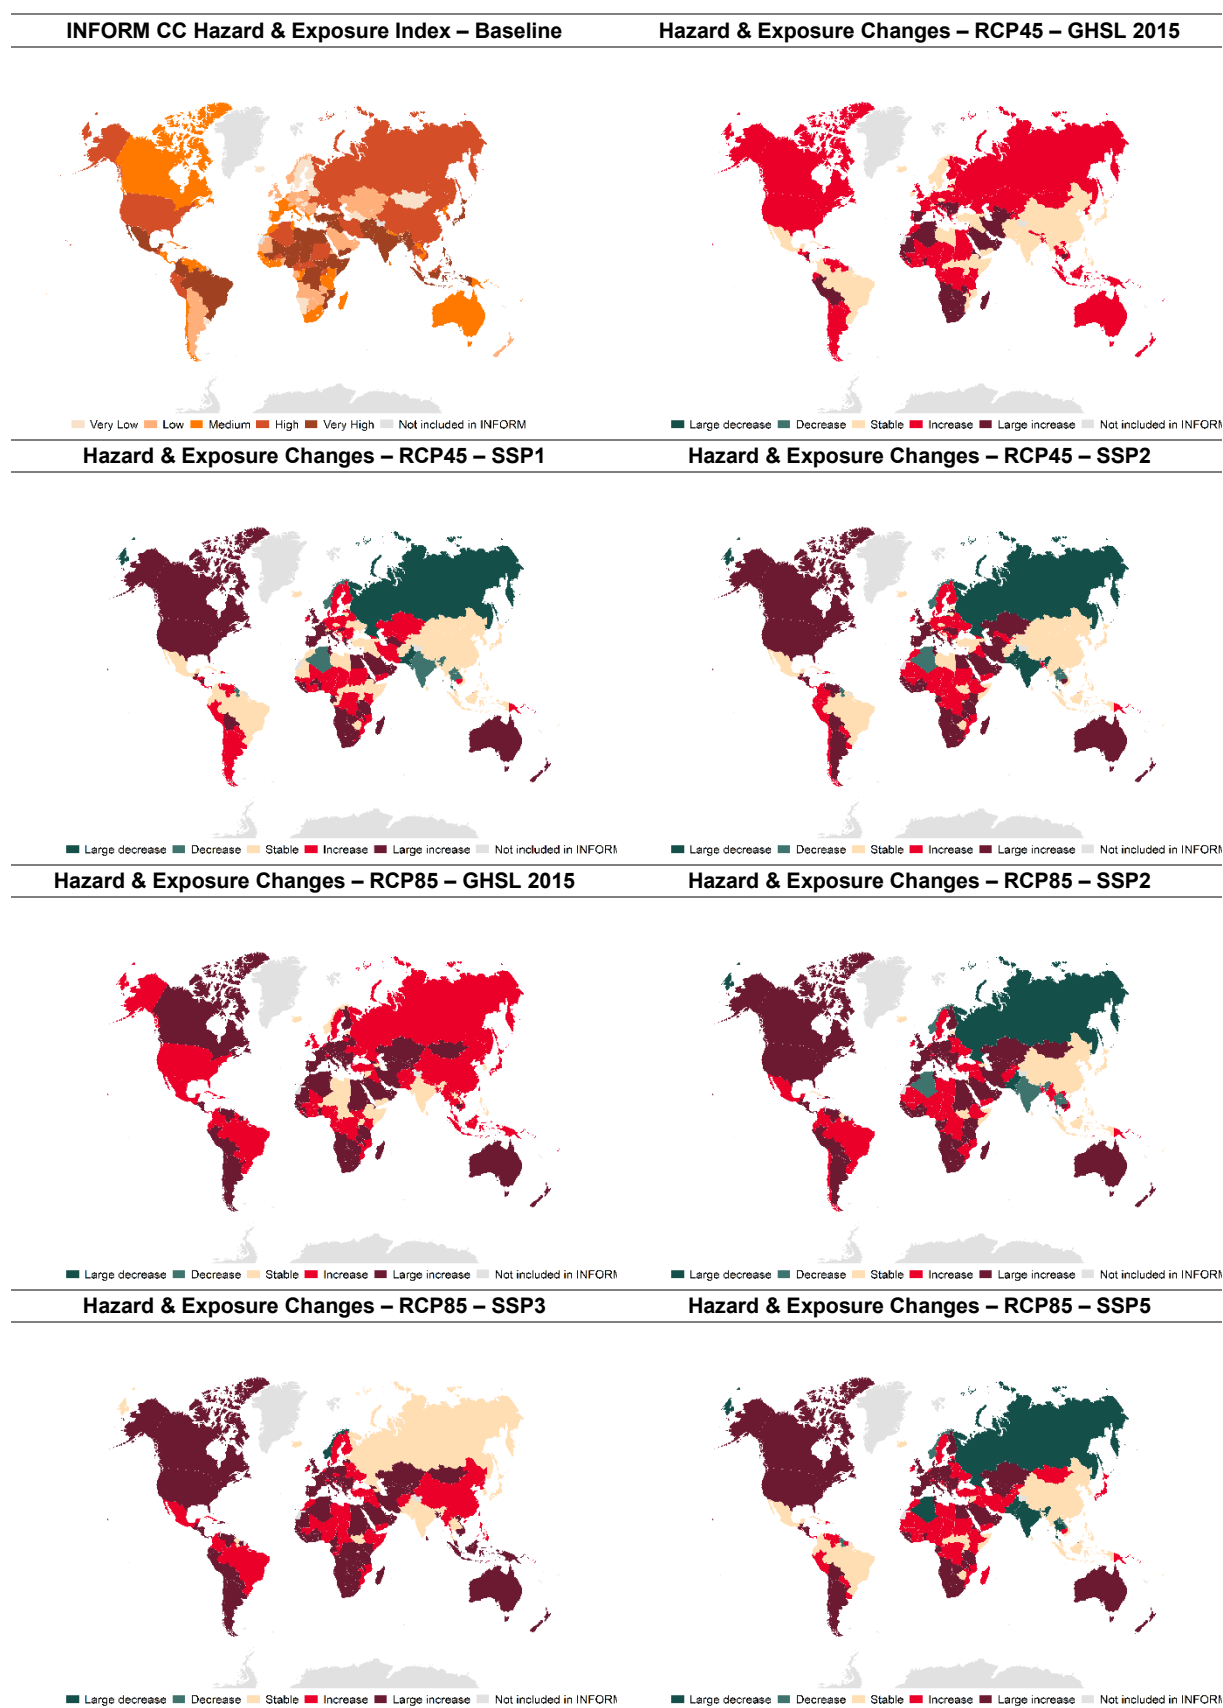 INFORM CC Hazard & Exposure Index – Baseline
Hazard & Exposure Changes – RCP45 – GHSL 2015
Very Low Low Medium High Very High Not included in INFORM
Large decrease Decrease Stable Increase Large increase Not included in INFORM
Hazard & Exposure Changes – RCP45 – SSP1
Hazard & Exposure Changes – RCP45 – SSP2
Large decrease Decrease Stable Increase Large increase Not included in INFORM
Large decrease Decrease Stable Increase Large increase Not included in INFORM
Hazard & Exposure Changes – RCP85 – GHSL 2015
Hazard & Exposure Changes – RCP85 – SSP2
Large decrease Decrease Stable Increase Large increase Not included in INFORM
Large decrease Decrease Stable Increase Large increase Not included in INFORM
Hazard & Exposure Changes – RCP85 – SSP3
Hazard & Exposure Changes – RCP85 – SSP5
Large decrease Decrease Stable Increase Large increase Not included in INFORM
Large decrease Decrease Stable Increase Large increase Not included in INFORM